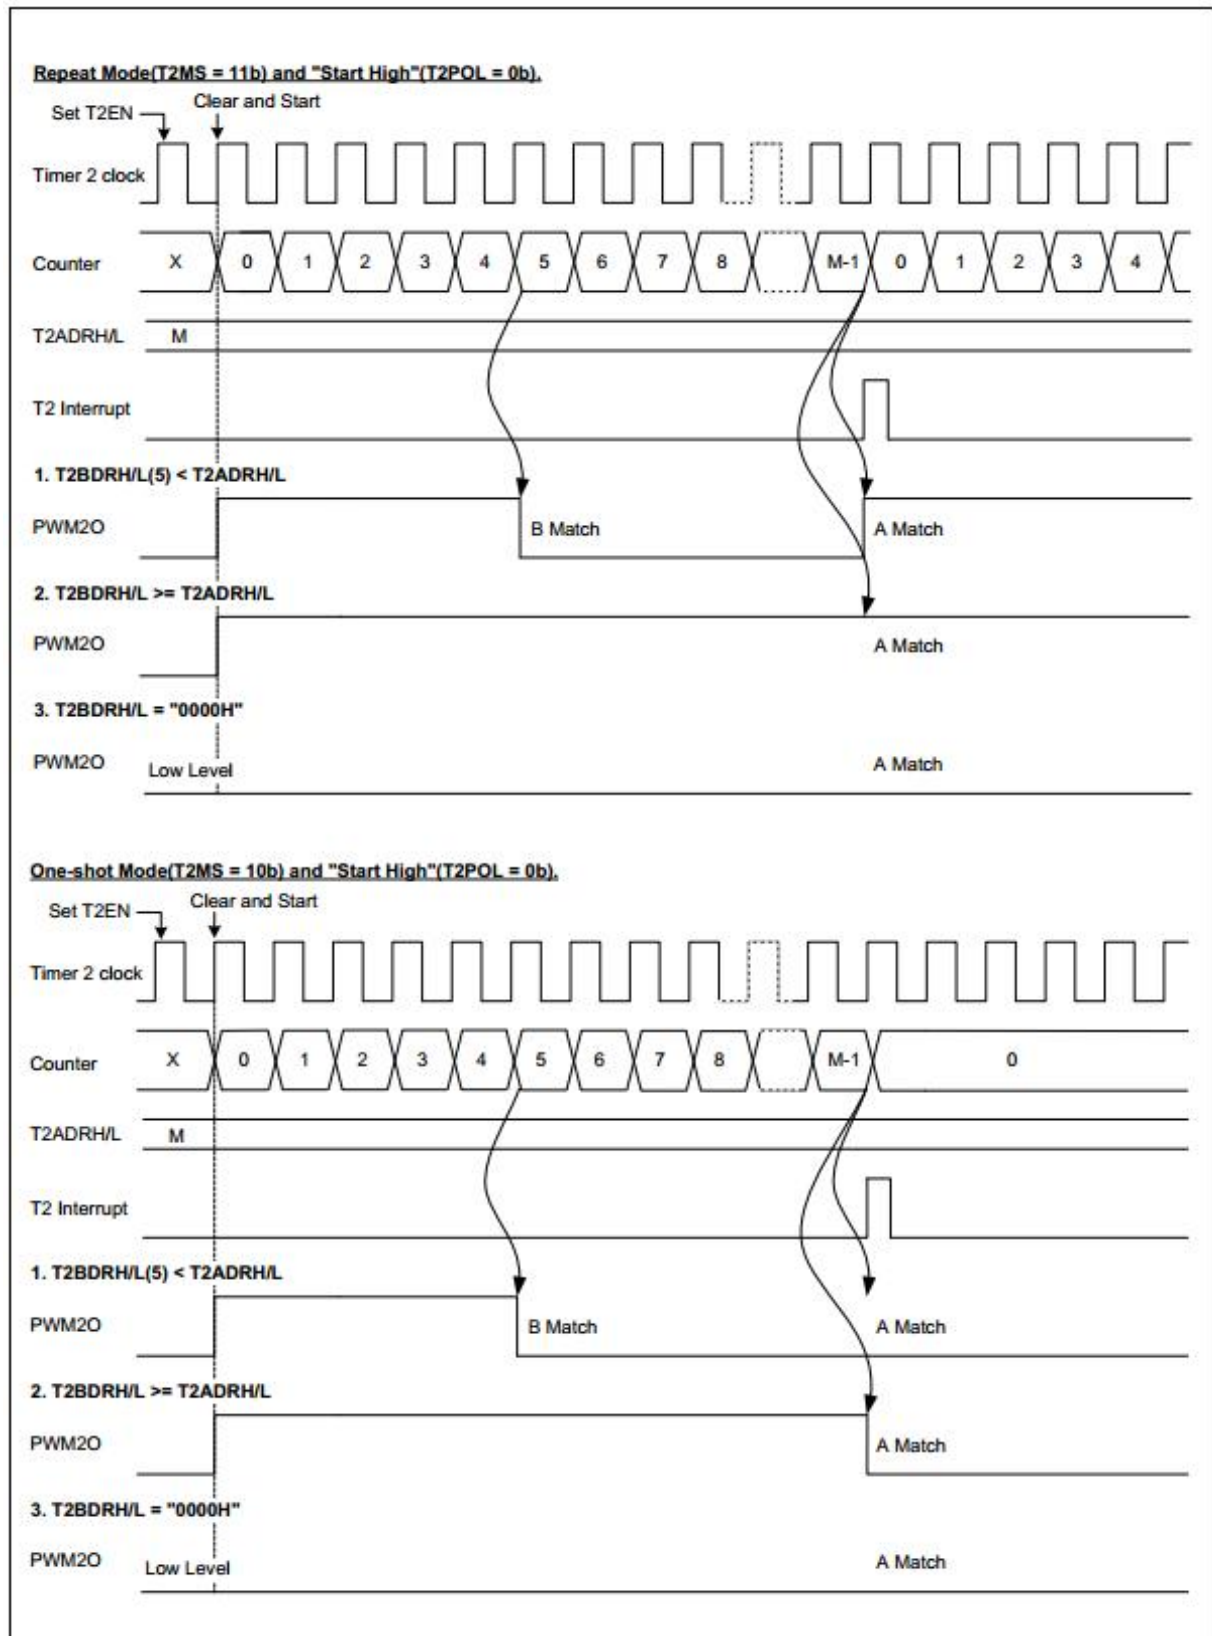 Repeat Mode(T2MS = 11b) and "Start High"(T2POL = 0b).
Set T2EN
Clear and Start
Timer 2 clock
Counter X 0 1 2 3 4 5 6 7 8 M-1 0 1 2 3 4
T2ADRH/L M
T2 Interrupt
1. T2BDRH/L(5) < T2ADRH/L
PWM2O B Match A Match
2. T2BDRH/L >= T2ADRH/L
PWM2O A Match
3. T2BDRH/L = "0000H"
PWM2O Low Level A Match
One-shot Mode(T2MS = 10b) and "Start High"(T2POL = 0b).
Set T2EN
Clear and Start
Timer 2 clock
Counter X 0 1 2 3 4 5 6 7 8 M-1 0
T2ADRH/L M
T2 Interrupt
1. T2BDRH/L(5) < T2ADRH/L
PWM2O B Match A Match
2. T2BDRH/L >= T2ADRH/L
PWM2O A Match
3. T2BDRH/L = "0000H"
PWM2O Low Level A Match